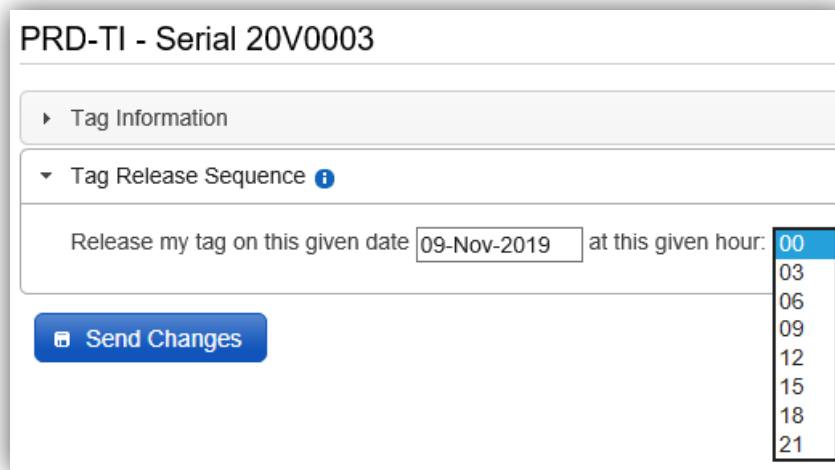 PRD-TI - Serial 20V0003
Tag Information
Tag Release Sequence
Release my tag on this given date 09-Nov-2019 at this given hour: 00
03
06
09
12
15
18
21
Send Changes